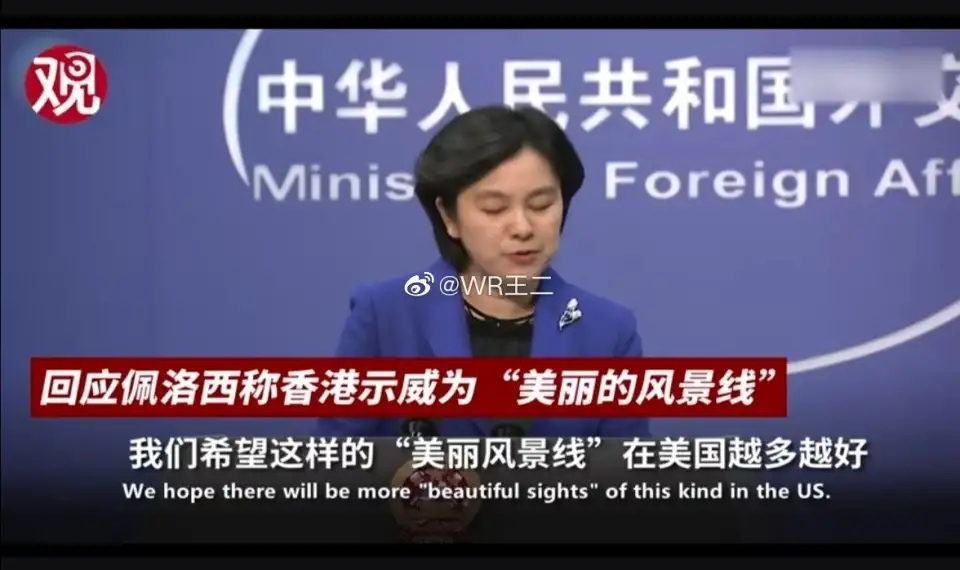 观
中华人民共和国外交
Minis Foreign Aff
@WR王二
回应佩洛西称香港示威为“美丽的风景线”
我们希望这样的“美丽风景线”在美国越多越好
We hope there will be more "beautiful sights" of this kind in the US.